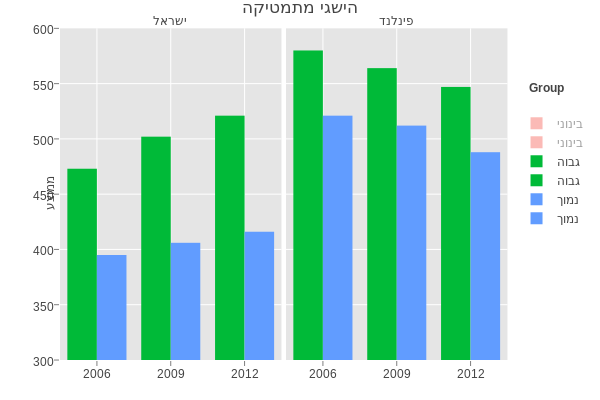 הישגי מתמטיקה
ישראל
פינלנד
ממוצע
600
550
500
450
400
350
300
2006
2009
2012
2006
2009
2012
Group
בינוני
בינוני
גבוה
גבוה
נמוך
נמוך